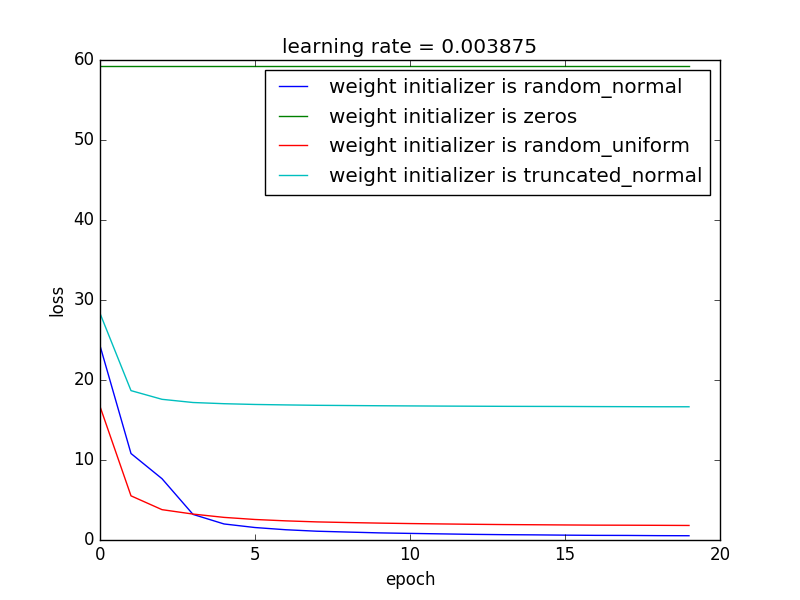 learning rate = 0.003875
60
50
40
30
20
10
0
loss
weight initializer is random_normal
weight initializer is zeros
weight initializer is random_uniform
weight initializer is truncated_normal
0 5 10 15 20
epoch